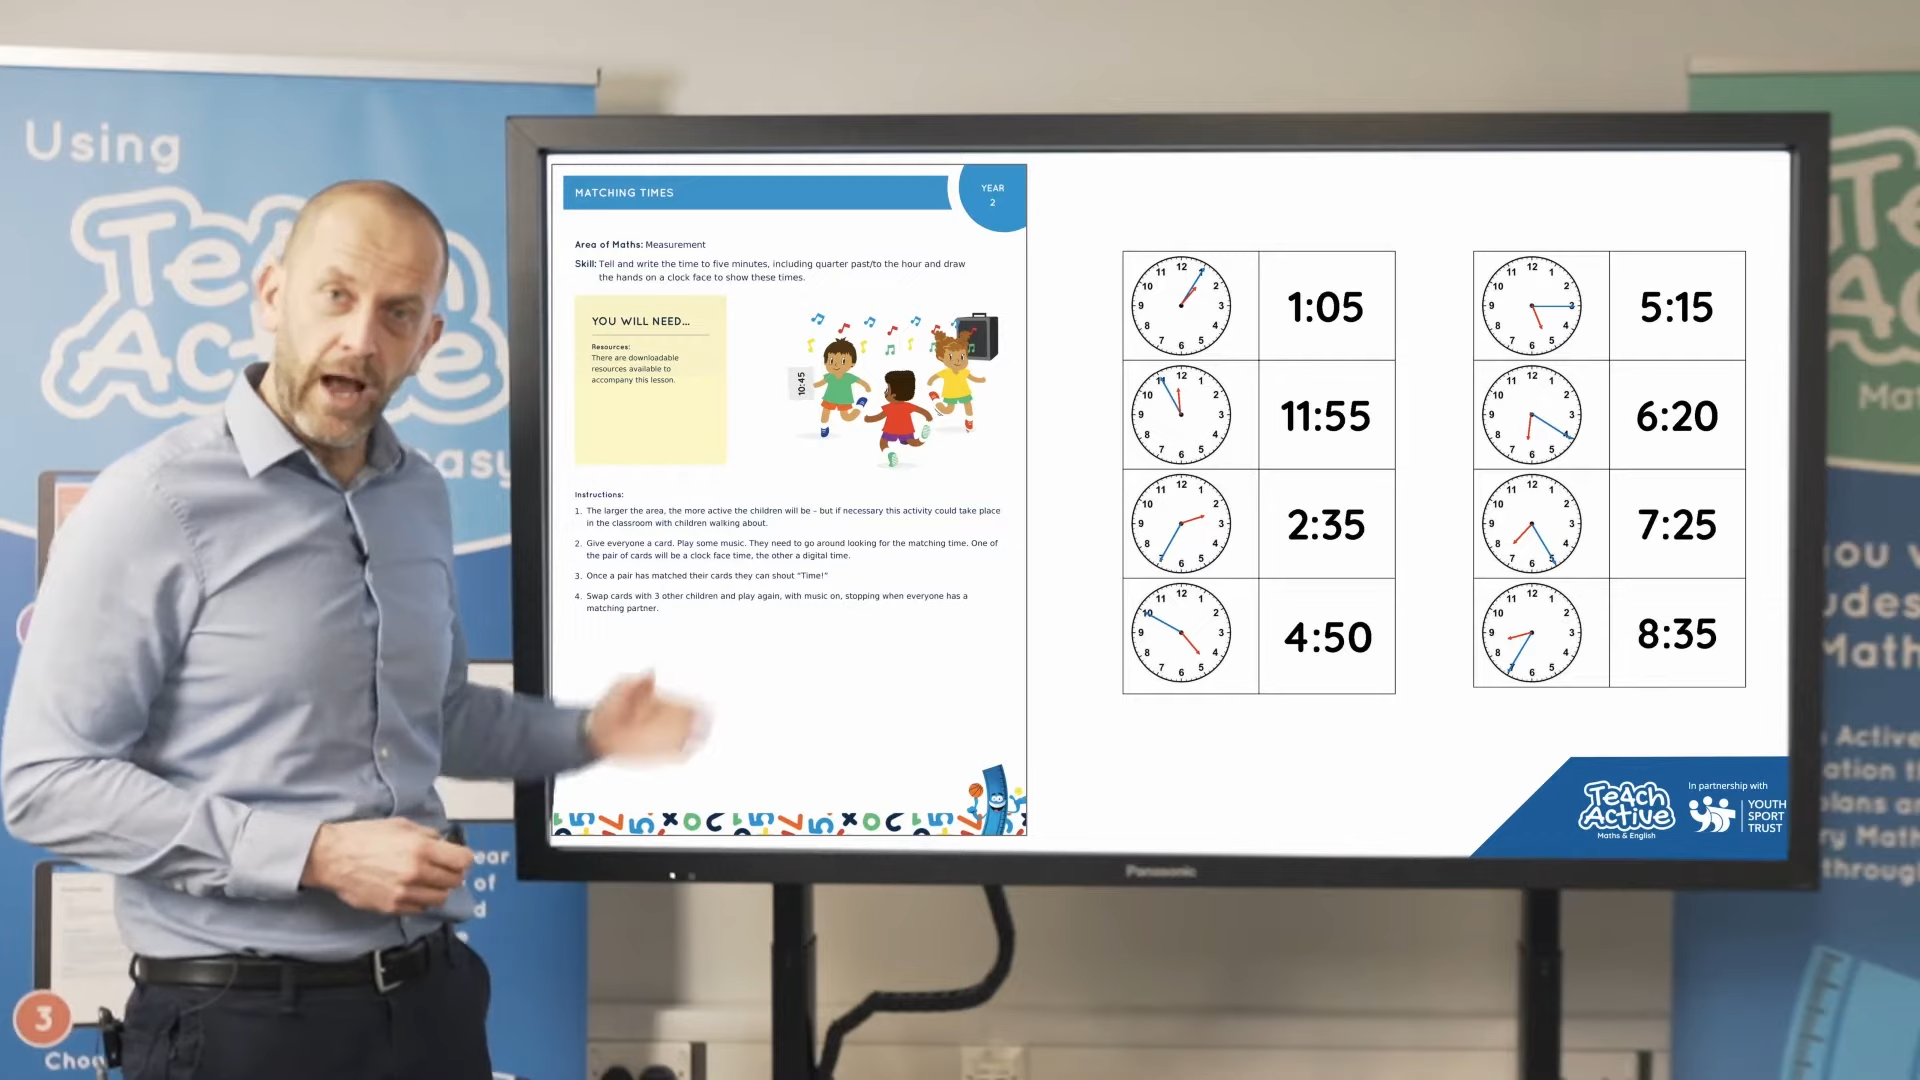 Using
Te4ch
Active
easy
3
MATCHING TIMES
YEAR
2
Area of Maths: Measurement
Skill: Tell and write the time to five minutes, including quarter past/to the hour and draw
the hands on a clock face to show these times.
YOU WILL NEED...
Resources:
There are downloadable
resources available to
accompany this lesson.
10:45
Instructions:
1. The larger the area, the more active the children will be – but if necessary this activity could take place
in the classroom with children walking about.
2. Give everyone a card. Play some music. They need to go around looking for the matching time. One of
the pair of cards will be a clock face time, the other a digital time.
3. Once a pair has matched their cards they can shout “Time!”
4. Swap cards with 3 other children and play again, with music on, stopping when everyone has a
matching partner.
1:05
11:55
2:35
4:50
5:15
6:20
7:25
8:35
Te4ch
Active
Maths & English
In partnership with
YOUTH
SPORT
TRUST
Panasonic